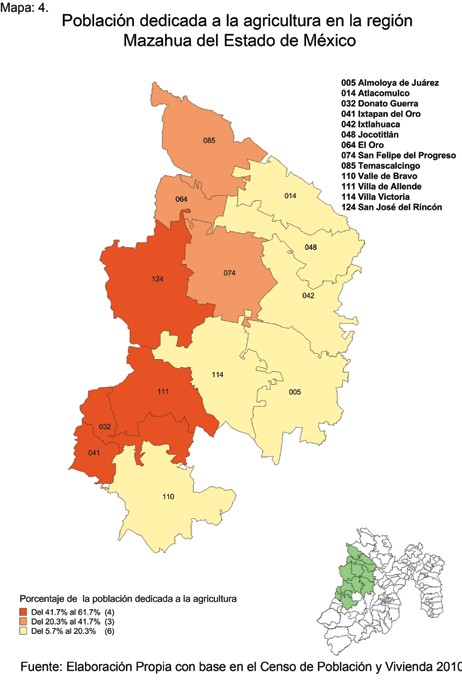 Mapa: 4.
Población dedicada a la agricultura en la región
Mazahua del Estado de México
005 Almoloya de Juárez
014 Atlacomulco
032 Donato Guerra
041 Ixtapan del Oro
042 Ixtlahuaca
048 Jocotitlán
064 El Oro
074 San Felipe del Progreso
085 Temascalcingo
110 Valle de Bravo
111 Villa de Allende
114 Villa Victoria
124 San José del Rincón
085
064
014
048
124
074
042
114
111
005
032
041
110
Porcentaje de la población dedicada a la agricultura
Del 41.7% al 61.7% (4)
Del 20.3% al 41.7% (3)
Del 5.7% al 20.3% (6)
Fuente: Elaboración Propia con base en el Censo de Población y Vivienda 2010